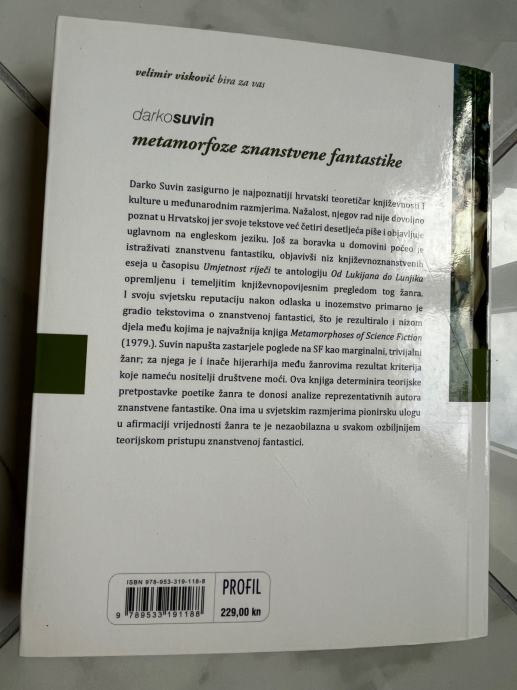 velimir visković bira za vas
darkosuvin
metamorfoze znanstvene fantastike
Darko Suvin zasigurno je najpoznatiji hrvatski teoretičar književnosti i
kulture u međunarodnim razmjerima. Nažalost, njegov rad nije dovoljno
poznat u Hrvatskoj jer svoje tekstove već četiri desetljeća piše i objavljuje
uglavnom na engleskom jeziku. Još za boravka u domovini počeo je
istraživati znanstvenu fantastiku, objavivši niz književnoznanstvenih
eseja u časopisu Umjetnost riječi te antologiju Od Lukijana do Lunjika
opremljenu i temeljitim književnopovijesnim pregledom tog žanra.
I svoju svjetsku reputaciju nakon odlaska u inozemstvo primarno je
gradio tekstovima o znanstvenoj fantastici, što je rezultiralo i nizom
djela među kojima je najvažnija knjiga Metamorphoses of Science Fiction
(1979.). Suvin napušta zastarjele poglede na SF kao marginalni, trivijalni
žanr; za njega je i inače hijerarhija među žanrovima rezultat kriterija
koje nameću nositelji društvene moći. Ova knjiga determinira teorijske
pretpostavke poetike žanra te donosi analize reprezentativnih autora
znanstvene fantastike. Ona ima u svjetskim razmjerima pionirsku ulogu
u afirmaciji vrijednosti žanra te je nezaobilazna u svakom ozbiljnijem
teorijskom pristupu znanstvenoj fantastici.
ISBN 978-953-319-118-8
9 789533 191188
PROFIL
229,00 kn